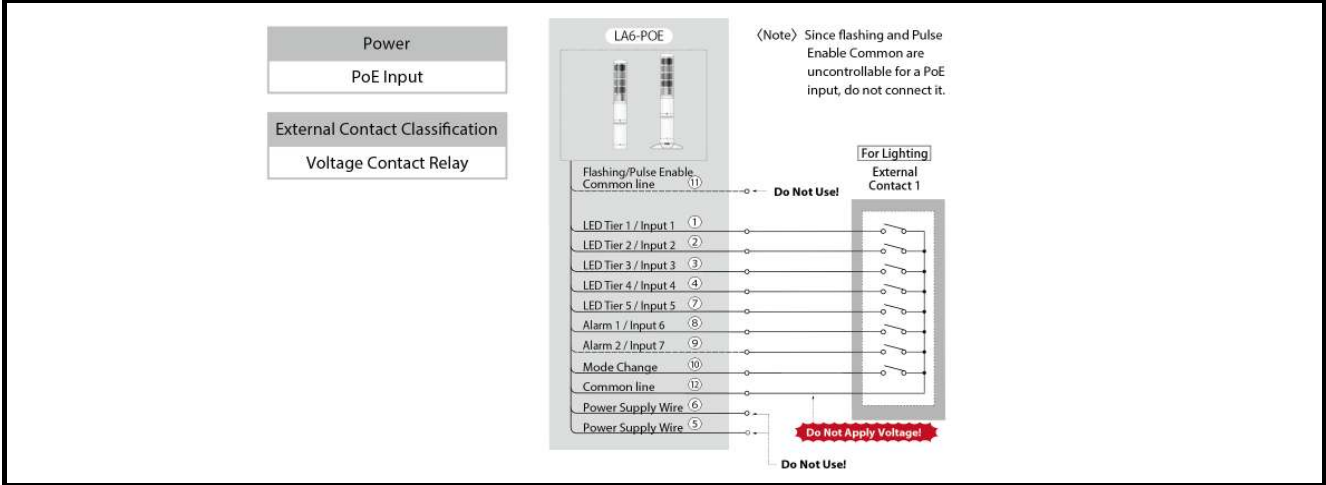 Power
PoE Input
External Contact Classification
Voltage Contact Relay
LA6-POE
〈Note〉 Since flashing and Pulse
Enable Common are
uncontrollable for a PoE
input, do not connect it.
Flashing/Pulse Enable
Common line ⑪
Do Not Use!
For Lighting
External
Contact 1
LED Tier 1 / Input 1 ①
LED Tier 2 / Input 2 ②
LED Tier 3 / Input 3 ③
LED Tier 4 / Input 4 ④
LED Tier 5 / Input 5 ⑦
Alarm 1 / Input 6 ⑧
Alarm 2 / Input 7 ⑨
Mode Change ⑩
Common line ⑫
Power Supply Wire ⑥
Power Supply Wire ⑤
Do Not Apply Voltage!
Do Not Use!